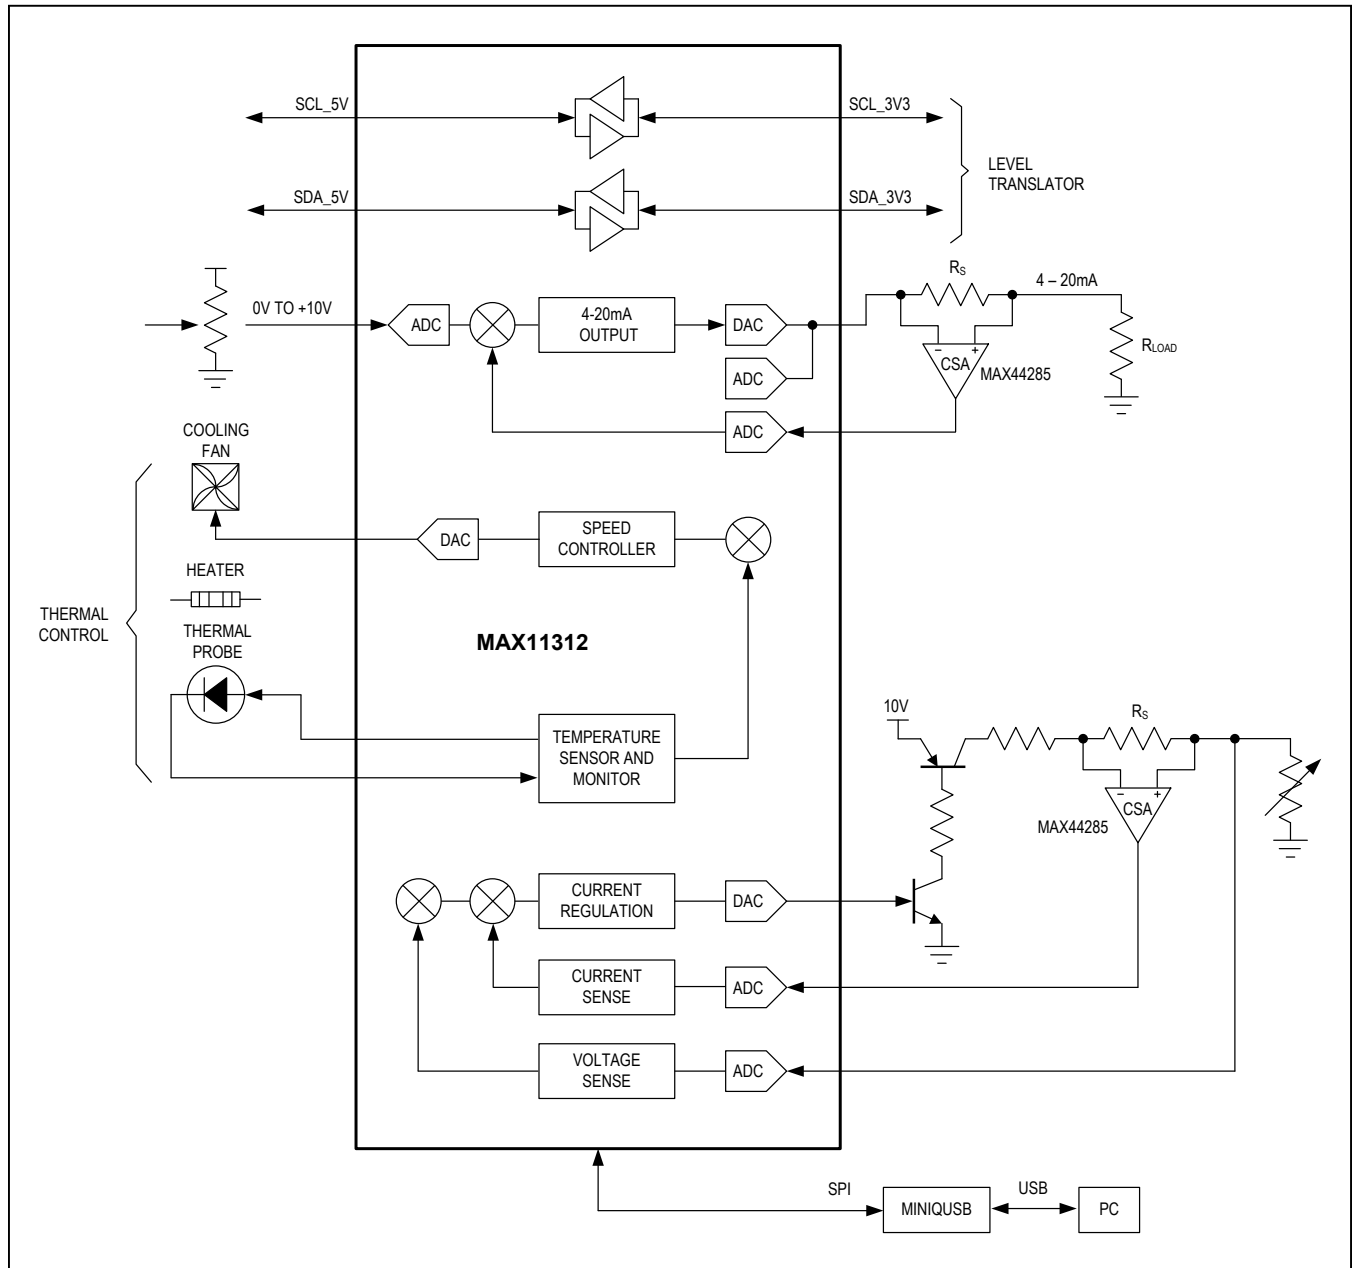 SCL_5V
SCL_3V3
LEVEL
TRANSLATOR
SDA_5V
SDA_3V3
0V TO +10V
ADC
4-20mA
OUTPUT
DAC
ADC
ADC
RS
4 – 20mA
CSA
MAX44285
RLOAD
COOLING
FAN
DAC
SPEED
CONTROLLER
HEATER
THERMAL
CONTROL
THERMAL
PROBE
MAX11312
TEMPERATURE
SENSOR AND
MONITOR
10V
RS
CSA
MAX44285
CURRENT
REGULATION
DAC
CURRENT
SENSE
ADC
VOLTAGE
SENSE
ADC
SPI
MINIQUSB
USB
PC